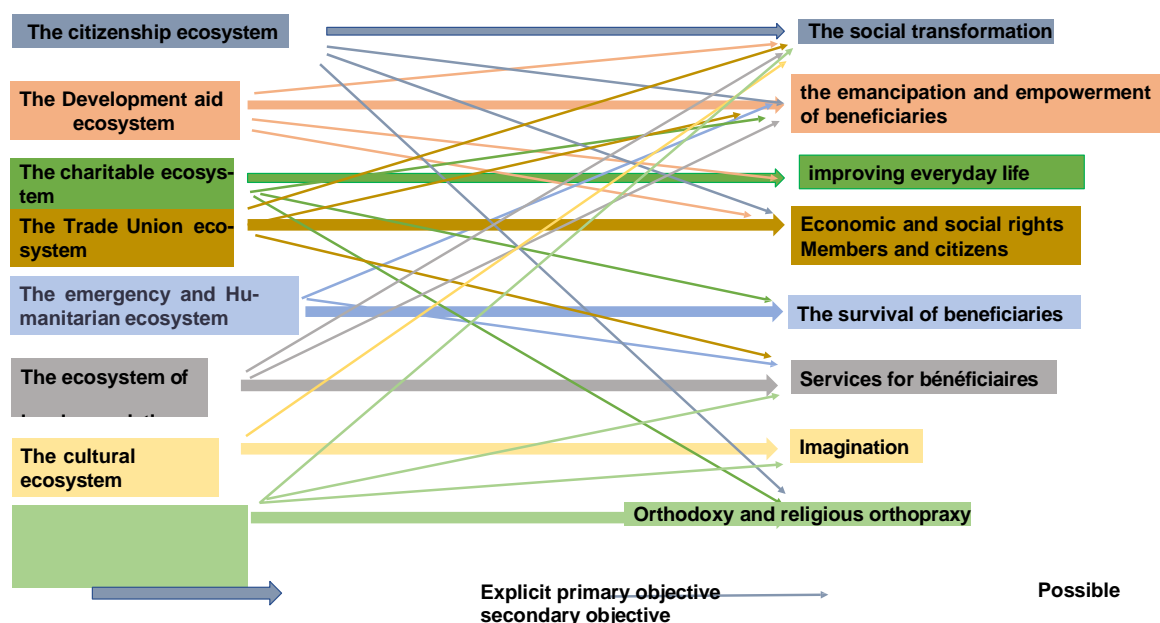 The citizenship ecosystem
The social transformation
The Development aid
ecosystem
the emancipation and empowerment
of beneficiaries
The charitable ecosys-
tem
improving everyday life
The Trade Union eco-
system
Economic and social rights
Members and citizens
The emergency and Hu-
manitarian ecosystem
The survival of beneficiaries
The ecosystem of
Services for bénéficiaires
The cultural
ecosystem
Imagination
Orthodoxy and religious orthopraxy
Explicit primary objective
Possible
secondary objective